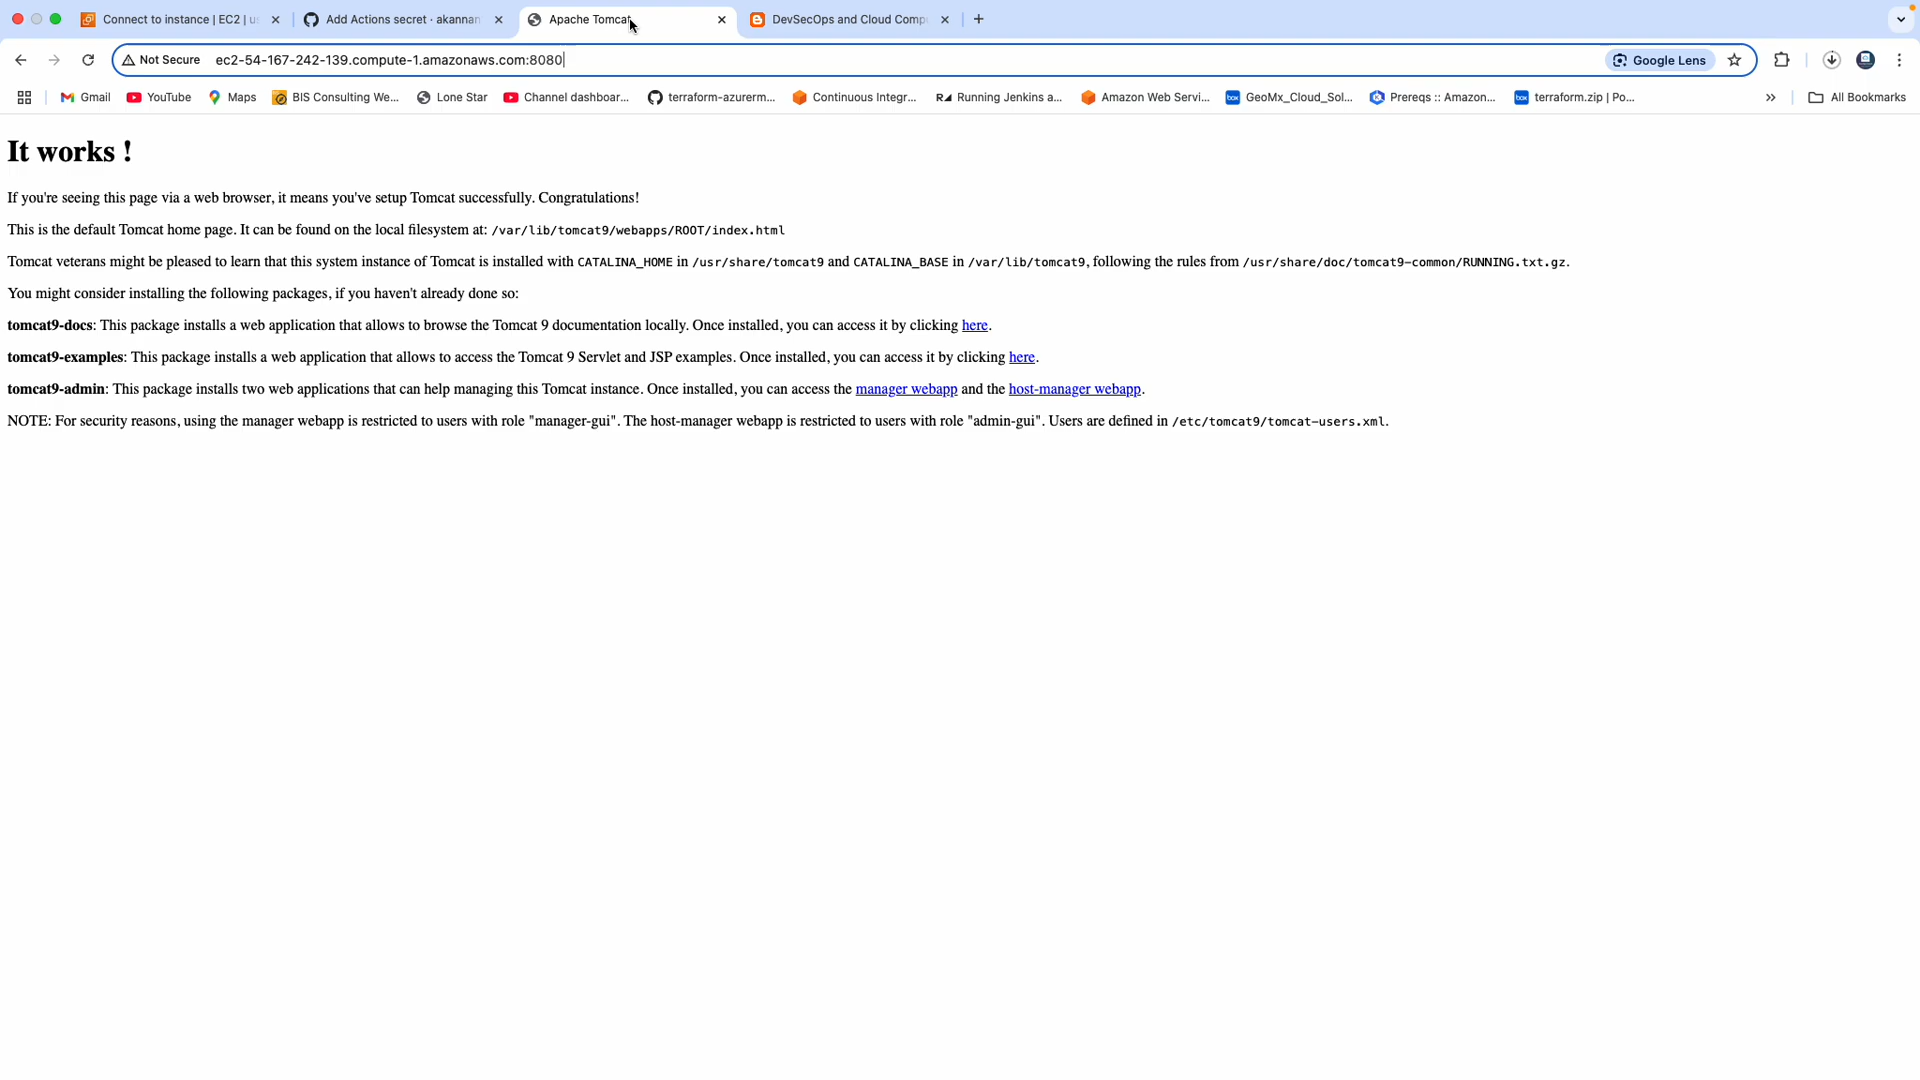 Connect to instance | EC2 | us
Add Actions secret · akannan
Apache Tomcat
DevSecOps and Cloud Comp
Not Secure
ec2-54-167-242-139.compute-1.amazonaws.com:8080
Google Lens
Gmail
YouTube
Maps
BIS Consulting We...
Lone Star
Channel dashboar...
terraform-azurerm...
Continuous Integr...
Running Jenkins a...
Amazon Web Servi...
GeoMx_Cloud_Sol...
Prereqs :: Amazon...
terraform.zip | Po...
All Bookmarks
It works !
If you're seeing this page via a web browser, it means you've setup Tomcat successfully. Congratulations!
This is the default Tomcat home page. It can be found on the local filesystem at: /var/lib/tomcat9/webapps/ROOT/index.html
Tomcat veterans might be pleased to learn that this system instance of Tomcat is installed with CATALINA_HOME in /usr/share/tomcat9 and CATALINA_BASE in /var/lib/tomcat9, following the rules from /usr/share/doc/tomcat9-common/RUNNING.txt.gz.
You might consider installing the following packages, if you haven't already done so:
tomcat9-docs: This package installs a web application that allows to browse the Tomcat 9 documentation locally. Once installed, you can access it by clicking here.
tomcat9-examples: This package installs a web application that allows to access the Tomcat 9 Servlet and JSP examples. Once installed, you can access it by clicking here.
tomcat9-admin: This package installs two web applications that can help managing this Tomcat instance. Once installed, you can access the manager webapp and the host-manager webapp.
NOTE: For security reasons, using the manager webapp is restricted to users with role "manager-gui". The host-manager webapp is restricted to users with role "admin-gui". Users are defined in /etc/tomcat9/tomcat-users.xml.